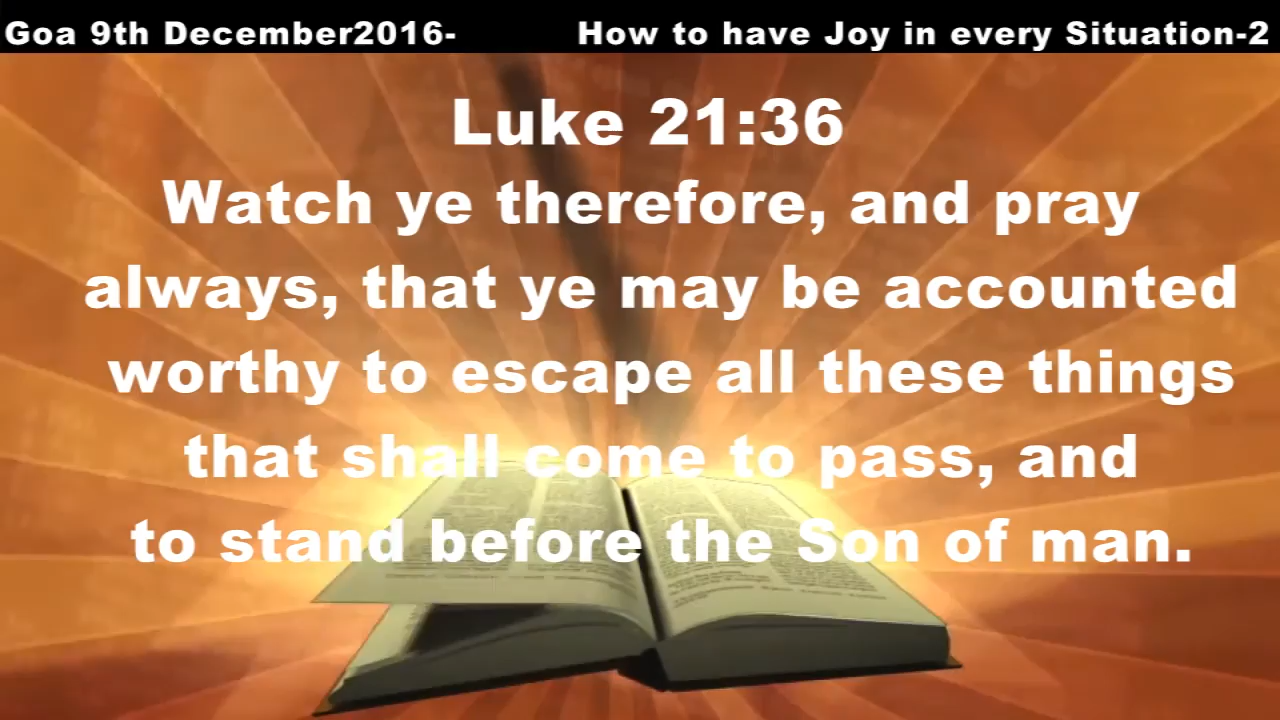 Goa 9th December2016- How to have Joy in every Situation-2
Luke 21:36
Watch ye therefore, and pray
always, that ye may be accounted
worthy to escape all these things
that shall come to pass, and
to stand before the Son of man.